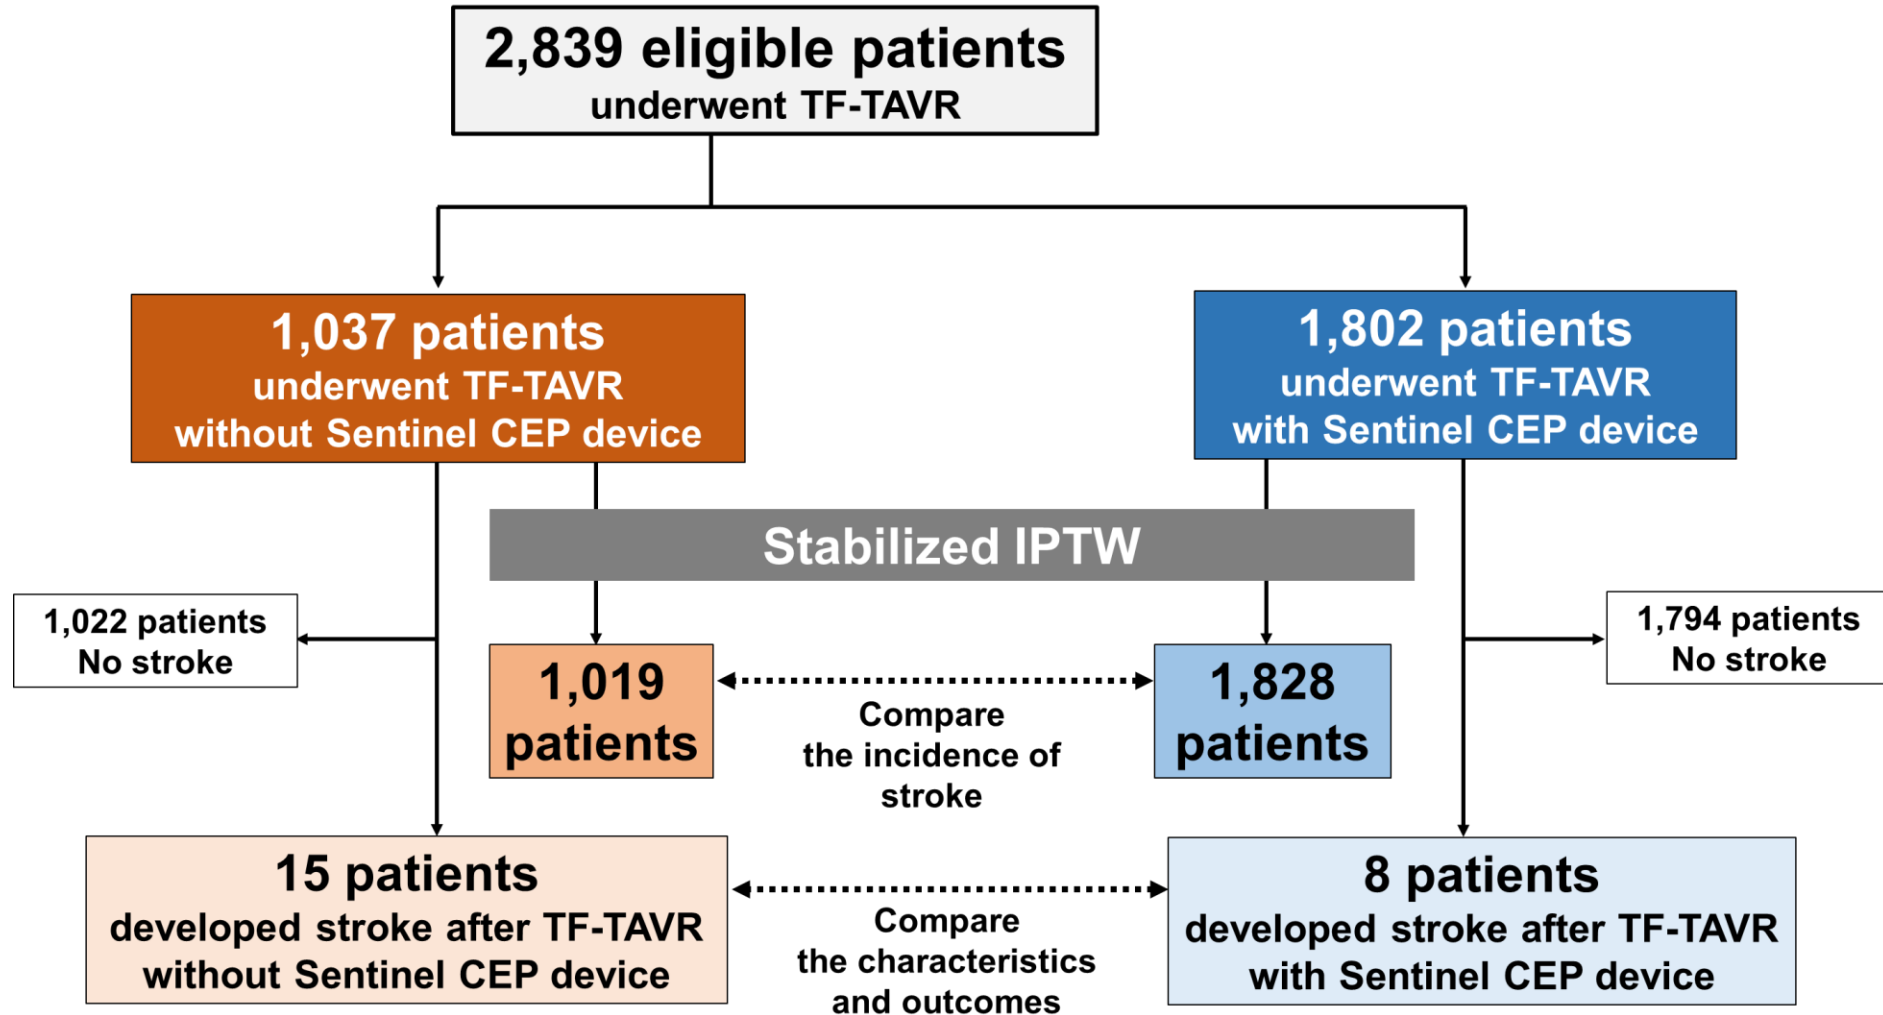 2,839 eligible patients
underwent TF-TAVR
1,037 patients
underwent TF-TAVR
without Sentinel CEP device
1,802 patients
underwent TF-TAVR
with Sentinel CEP device
Stabilized IPTW
1,022 patients
No stroke
1,019
patients
Compare
the incidence of
stroke
1,828
patients
1,794 patients
No stroke
15 patients
developed stroke after TF-TAVR
without Sentinel CEP device
Compare
the characteristics
and outcomes
8 patients
developed stroke after TF-TAVR
with Sentinel CEP device